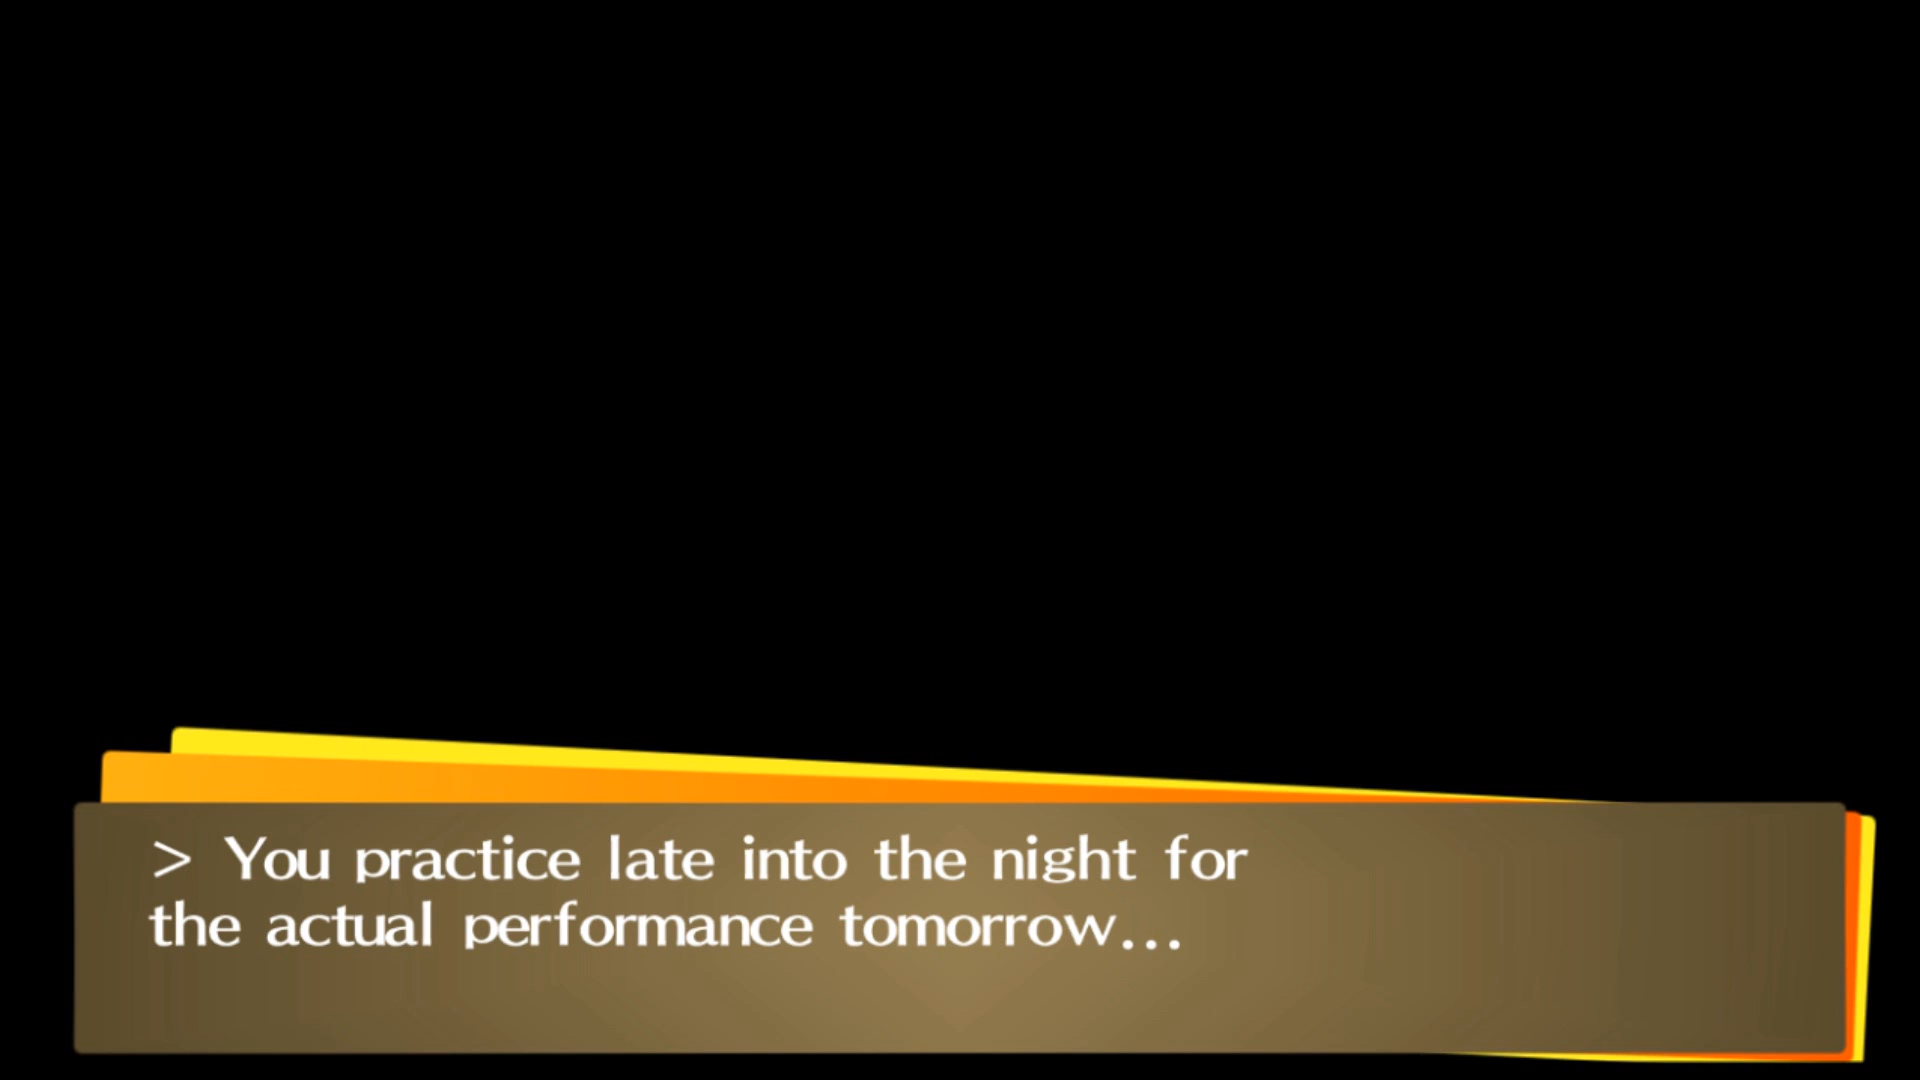 > You practice late into the night for
the actual performance tomorrow...